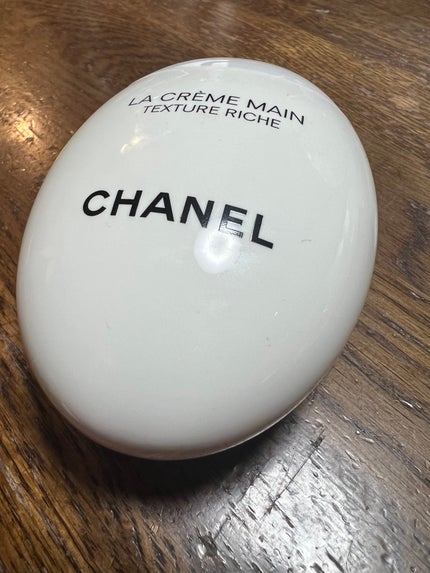 LA CRÈME MAIN
TEXTURE RICHE
CHANEL